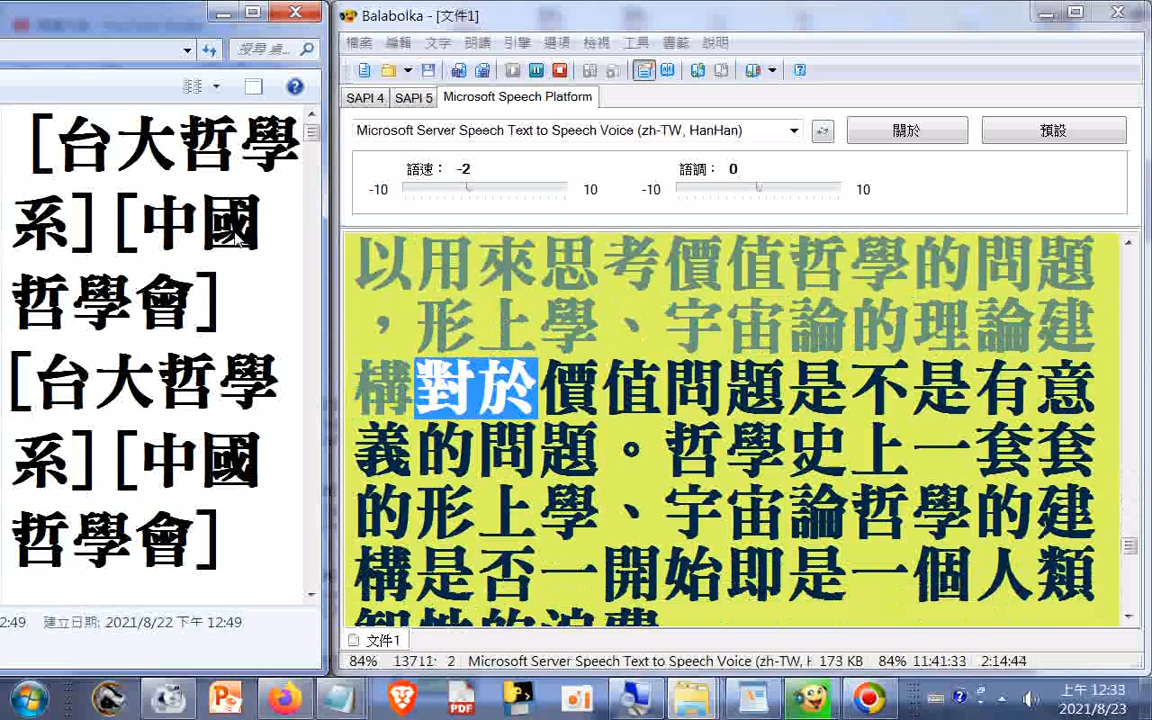 搜尋 桌...
[台大哲學
系] [中國
哲學會]
[台大哲學
系] [中國
哲學會]
12:49 建立日期: 2021/8/22 下午 12:49
Balabolka - [文件1]
檔案 編輯 文字 朗讀 引擎 選項 檢視 工具 書籤 說明
SAPI 4 SAPI 5 Microsoft Speech Platform
Microsoft Server Speech Text to Speech Voice (zh-TW, HanHan) 關於 預設
語速： -2 語調： 0
-10 10 -10 10
以用來思考價值哲學的問題
，形上學、宇宙論的理論建
構對於價值問題是不是有意
義的問題。哲學史上一套套
的形上學、宇宙論哲學的建
構是否一開始即是一個人類
文件1
84% 13711: 2 Microsoft Server Speech Text to Speech Voice (zh-TW, H 173 KB 84% 11:41:33 2:14:44
PDF
上午 12:33
2021/8/23